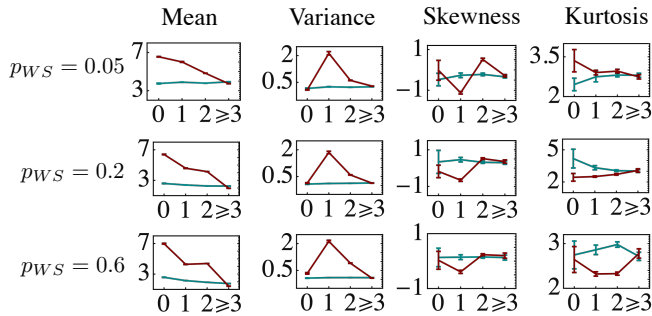 Mean Variance Skewness Kurtosis
p_{WS} = 0.05
7 3 0 1 2 ⩾3
2 0.5 0 1 2 ⩾3
1 −1 0 1 2 ⩾3
3.5 2 0 1 2 ⩾3
p_{WS} = 0.2
7 3 0 1 2 ⩾3
2 0.5 0 1 2 ⩾3
1 −1 0 1 2 ⩾3
5 2 0 1 2 ⩾3
p_{WS} = 0.6
7 3 0 1 2 ⩾3
2 0.5 0 1 2 ⩾3
1 −1 0 1 2 ⩾3
3 2 0 1 2 ⩾3